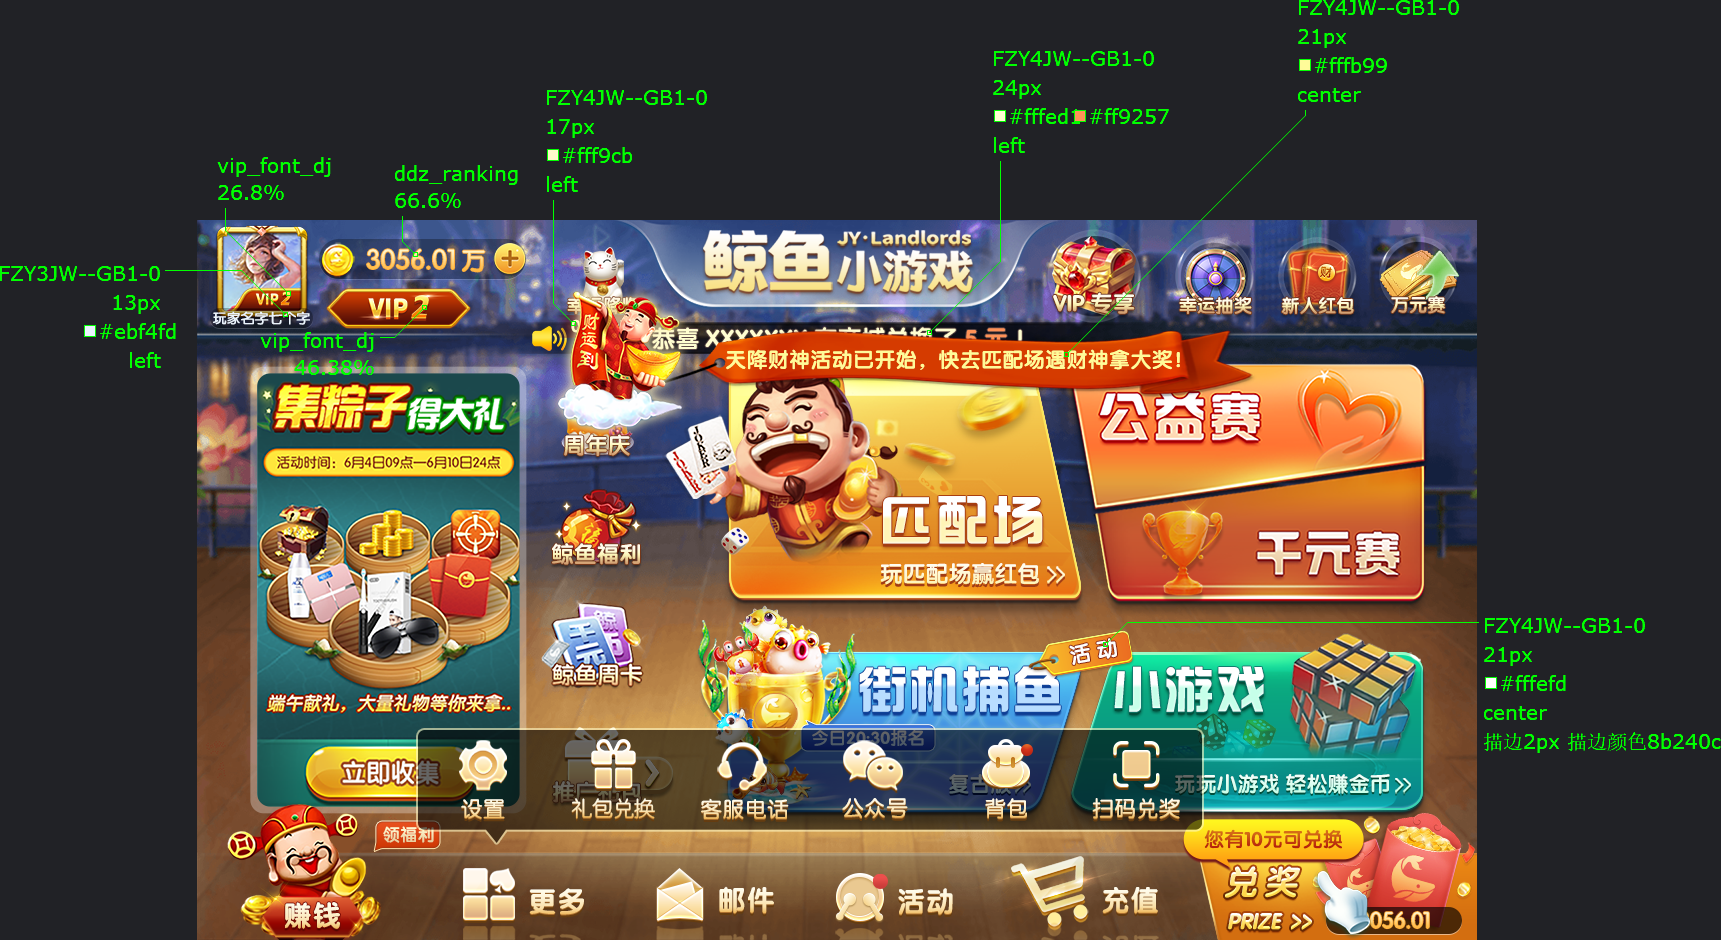 FZY4JW--GB1-0
21px
#fffb99
center
FZY4JW--GB1-0
24px
#fffed1 #ff9257
left
FZY4JW--GB1-0
17px
#fff9cb
left
vip_font_dj
26.8%
ddz_ranking
66.6%
FZY3JW--GB1-0
13px
#ebf4fd
left
vip_font_dj
46.38%
VIP 2
玩家名字七个字
3056.01万
VIP 2
鲸鱼
JY·Landlords
小游戏
VIP 专享
幸运抽奖
新人红包
万元赛
财运到
恭喜
5 元 !
天降财神活动已开始，快去匹配场遇财神拿大奖!
集粽子得大礼
活动时间：6月4日09点—6月10日24点
端午献礼，大量礼物等你来拿..
立即收集
周年庆
鲸鱼福利
鲸鱼周卡
JOKER
匹配场
玩匹配场赢红包 >>
公益赛
千元赛
街机捕鱼
今日20:30报名
活动
小游戏
玩玩小游戏 轻松赚金币>>
FZY4JW--GB1-0
21px
#fffefd
center
描边2px 描边颜色8b240c
设置
礼包兑换
客服电话
公众号
背包
扫码兑奖
领福利
赚钱
更多
邮件
活动
充值
您有10元可兑换
兑奖
PRIZE >>
056.01